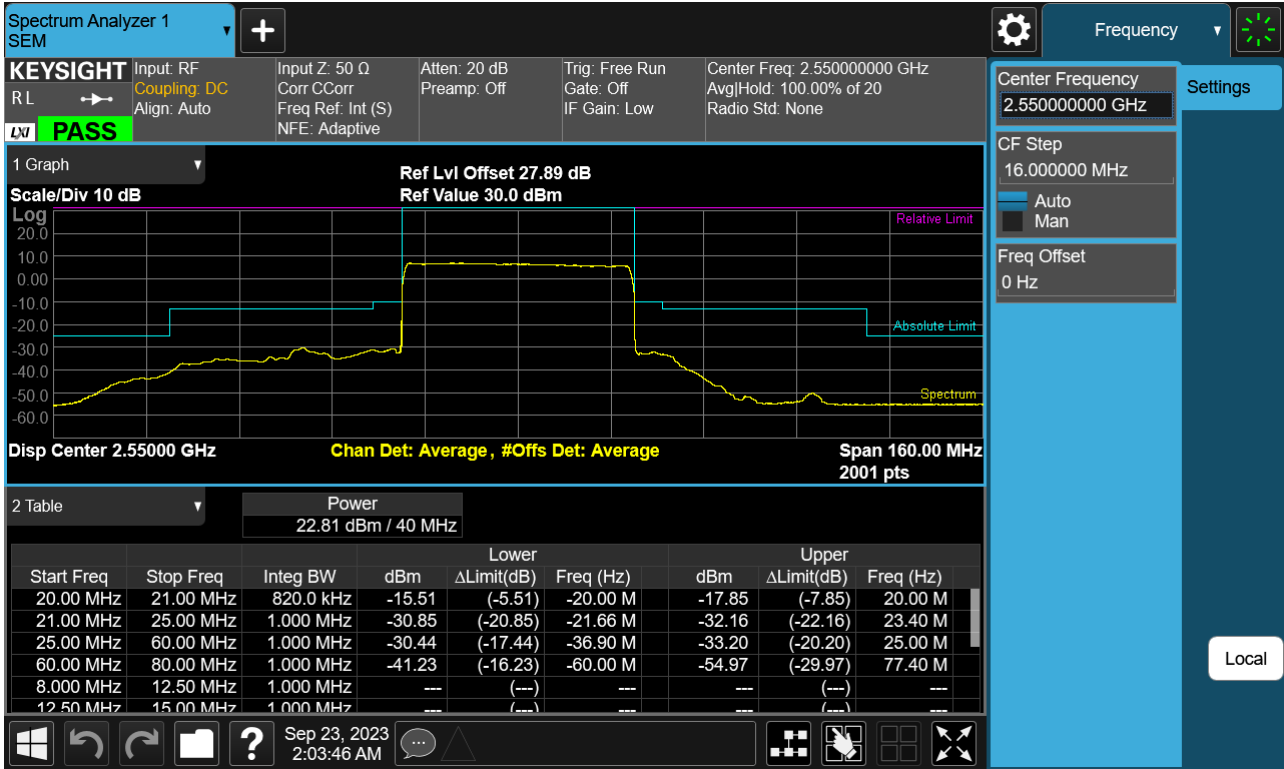 Spectrum Analyzer 1
SEM
+
Frequency
KEYSIGHT
R L
LXI
PASS
Input: RF
Coupling: DC
Align: Auto
Input Z: 50 Ω
Corr CCorr
Freq Ref: Int (S)
NFE: Adaptive
Atten: 20 dB
Preamp: Off
Trig: Free Run
Gate: Off
IF Gain: Low
Center Freq: 2.550000000 GHz
Avg|Hold: 100.00% of 20
Radio Std: None
Center Frequency
2.550000000 GHz
Settings
CF Step
16.000000 MHz
Auto
Man
Freq Offset
0 Hz
1 Graph
Scale/Div 10 dB
Ref Lvl Offset 27.89 dB
Ref Value 30.0 dBm
Log
Relative Limit
20.0
10.0
0.00
-10.0
-20.0
Absolute Limit
-30.0
-40.0
-50.0
Spectrum
-60.0
Disp Center 2.55000 GHz
Chan Det: Average , #Offs Det: Average
Span 160.00 MHz
2001 pts
2 Table
Power
22.81 dBm / 40 MHz
Lower Upper
Start Freq Stop Freq Integ BW dBm ΔLimit(dB) Freq (Hz) dBm ΔLimit(dB) Freq (Hz)
20.00 MHz 21.00 MHz 820.0 kHz -15.51 (-5.51) -20.00 M -17.85 (-7.85) 20.00 M
21.00 MHz 25.00 MHz 1.000 MHz -30.85 (-20.85) -21.66 M -32.16 (-22.16) 23.40 M
25.00 MHz 60.00 MHz 1.000 MHz -30.44 (-17.44) -36.90 M -33.20 (-20.20) 25.00 M
60.00 MHz 80.00 MHz 1.000 MHz -41.23 (-16.23) -60.00 M -54.97 (-29.97) 77.40 M
8.000 MHz 12.50 MHz 1.000 MHz --- (---) --- --- (---) ---
12.50 MHz 15.00 MHz 1.000 MHz --- (---) --- --- (---) ---
Local
?
Sep 23, 2023
2:03:46 AM